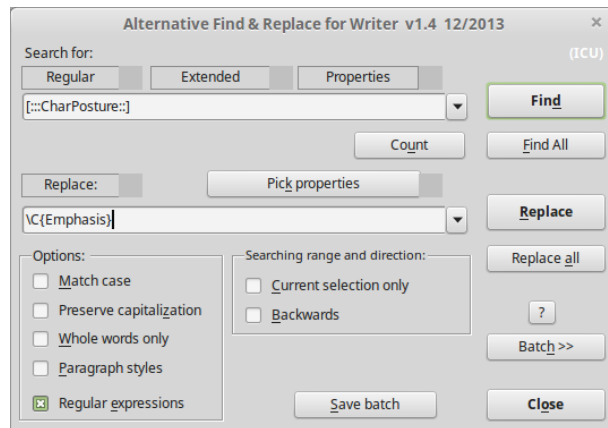 Alternative Find & Replace for Writer v1.4 12/2013 ×
Search for: (ICU)
Regular Extended Properties
[:::CharPosture::] Find
Count Find All
Replace: Pick properties
\C{Emphasis} Replace
Options: Searching range and direction: Replace all
Match case Current selection only
Preserve capitalization Backwards ?
Whole words only Batch >>
Paragraph styles
Regular expressions Save batch Close